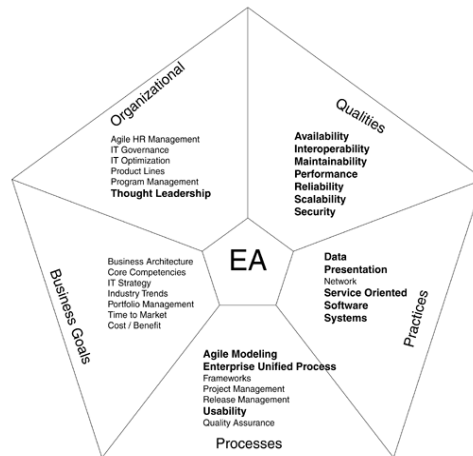 Organizational
Agile HR Management
IT Governance
IT Optimization
Product Lines
Program Management
Thought Leadership
Qualities
Availability
Interoperability
Maintainability
Performance
Reliability
Scalability
Security
EA
Business Goals
Business Architecture
Core Competencies
IT Strategy
Industry Trends
Portfolio Management
Time to Market
Cost / Benefit
Data
Presentation
Network
Service Oriented
Software
Systems
Practices
Agile Modeling
Enterprise Unified Process
Frameworks
Project Management
Release Management
Usability
Quality Assurance
Processes